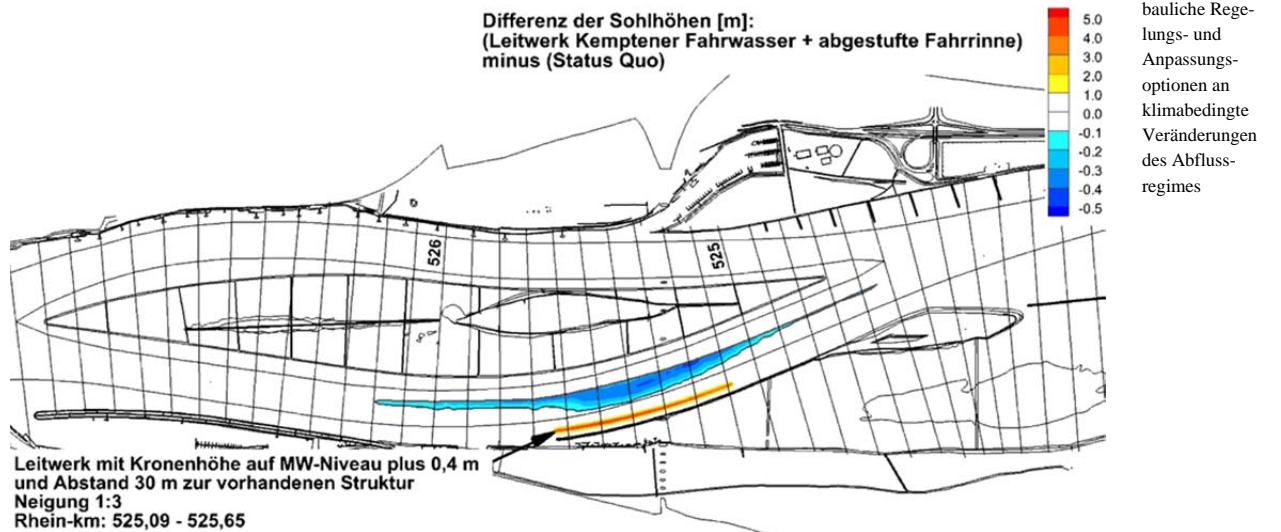 Differenz der Sohlhöhen [m]:
(Leitwerk Kemptener Fahrwasser + abgestufte Fahrrinne)
minus (Status Quo)
5.0
4.0
3.0
2.0
1.0
0.0
-0.1
-0.2
-0.3
-0.4
-0.5
bauliche Rege-
lungs- und
Anpassungs-
optionen an
klimabedingte
Veränderungen
des Abfluss-
regimes
526
525
Leitwerk mit Kronenhöhe auf MW-Niveau plus 0,4 m
und Abstand 30 m zur vorhandenen Struktur
Neigung 1:3
Rhein-km: 525,09 - 525,65